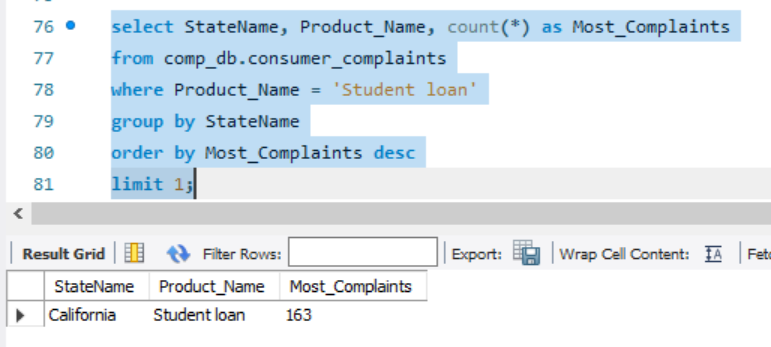 76 select StateName, Product_Name, count(*) as Most_Complaints
77 from comp_db.consumer_complaints
78 where Product_Name = 'Student loan'
79 group by StateName
80 order by Most_Complaints desc
81 limit 1;
Result Grid Filter Rows: Export: Wrap Cell Content: IA Fet
StateName Product_Name Most_Complaints
California Student loan 163